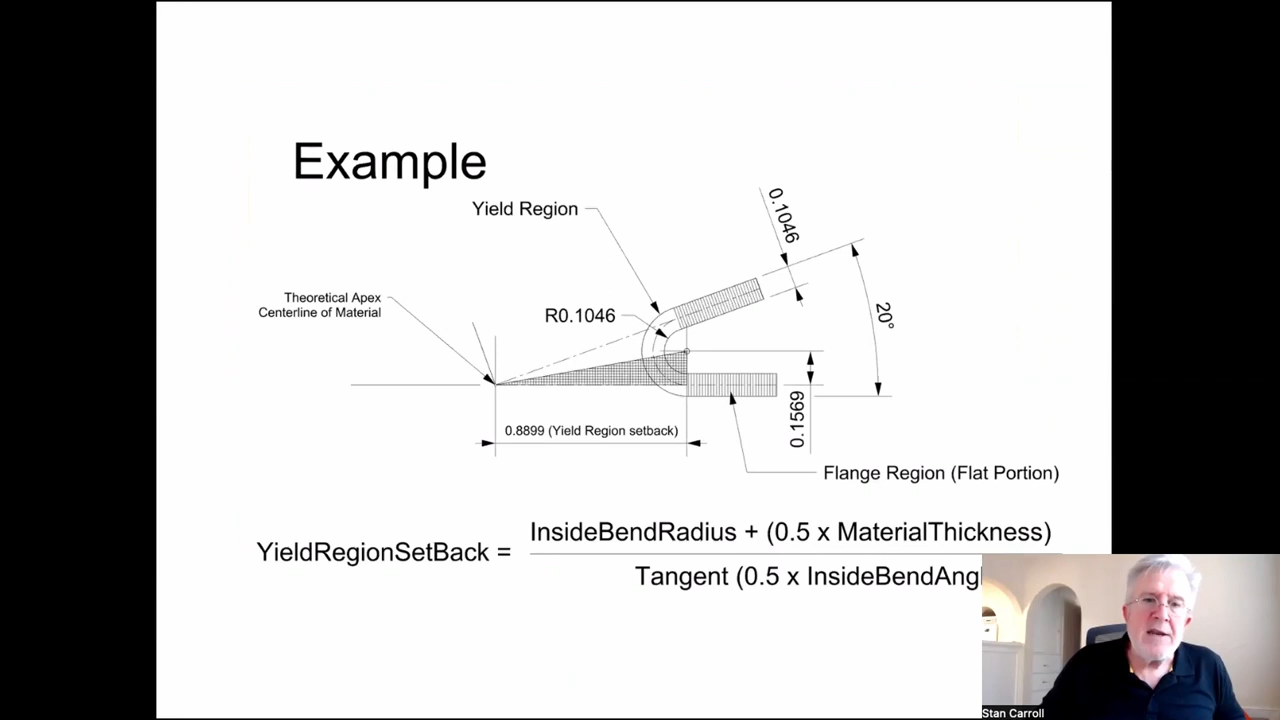 Example
Yield Region
0.1046
Theoretical Apex
Centerline of Material
R0.1046
20°
0.1569
0.8899 (Yield Region setback)
Flange Region (Flat Portion)
YieldRegionSetBack =
InsideBendRadius + (0.5 x MaterialThickness)
Tangent (0.5 x
Stan Carroll